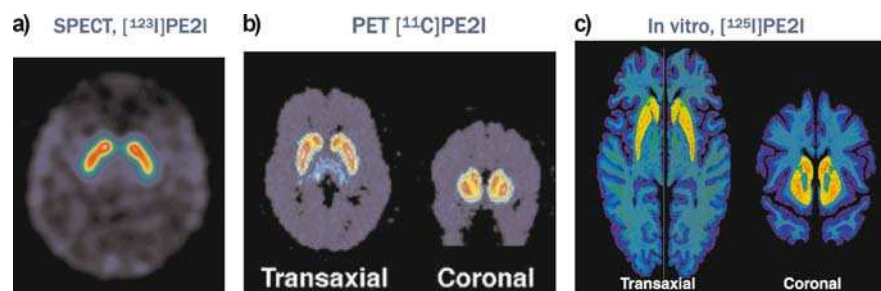 a) SPECT, [¹²³I]PE2I
b) PET [¹¹C]PE2I
c) In vitro, [¹²⁵I]PE2I
Transaxial Coronal
Transaxial Coronal